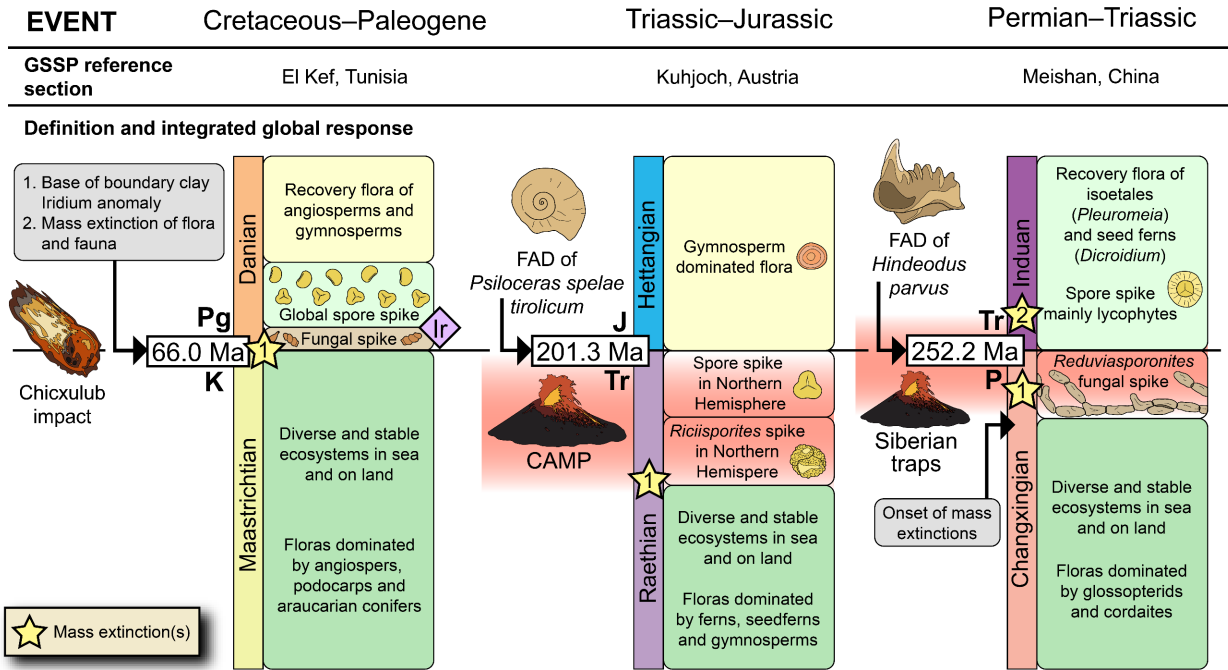 EVENT
Cretaceous–Paleogene
Triassic–Jurassic
Permian–Triassic
GSSP reference
section
El Kef, Tunisia
Kuhjoch, Austria
Meishan, China
Definition and integrated global response
1. Base of boundary clay
Iridium anomaly
2. Mass extinction of flora
and fauna
Chicxulub
impact
Pg
66.0 Ma
K
Danian
Maastrichtian
1
Recovery flora of
angiosperms and
gymnosperms
Global spore spike
Fungal spike
Ir
Diverse and stable
ecosystems in sea
and on land
Floras dominated
by angiospers,
podocarps and
araucarian conifers
Mass extinction(s)
FAD of
Psiloceras spelae
tirolicum
J
201.3 Ma
Tr
CAMP
Hettangian
Raethian
1
Gymnosperm
dominated flora
Spore spike
in Northern
Hemisphere
Riciisporites spike
in Northern
Hemispere
Diverse and stable
ecosystems in sea
and on land
Floras dominated
by ferns, seedferns
and gymnosperms
FAD of
Hindeodus
parvus
Tr
252.2 Ma
P
Siberian
traps
Onset of mass
extinctions
Induan
Changxingian
2
1
Recovery flora of
isoetales
(Pleuromeia)
and seed ferns
(Dicroidium)
Spore spike
mainly lycophytes
Reduviasporonites
fungal spike
Diverse and stable
ecosystems in sea
and on land
Floras dominated
by glossopterids
and cordaites